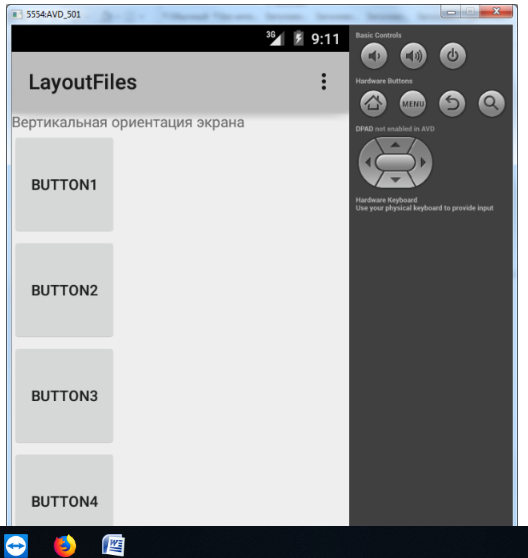 5554:AVD_501
3G 9:11
LayoutFiles
Вертикальная ориентация экрана
BUTTON1
BUTTON2
BUTTON3
BUTTON4
Basic Controls
Hardware Buttons
MENU
DPAD not enabled in AVD
Hardware Keyboard
Use your physical keyboard to provide input